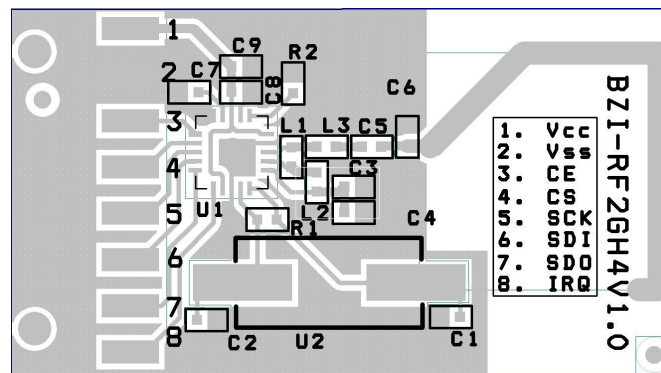 1
2
3
4
5
6
7
8
C9
R2
C7
C8
C6
L1
L3
C5
C3
L2
U1
R1
C4
C2
U2
C1
1. Vcc
2. Vss
3. CE
4. CS
5. SCK
6. SDI
7. SDO
8. IRQ
BZI-RF2GH4V1.0